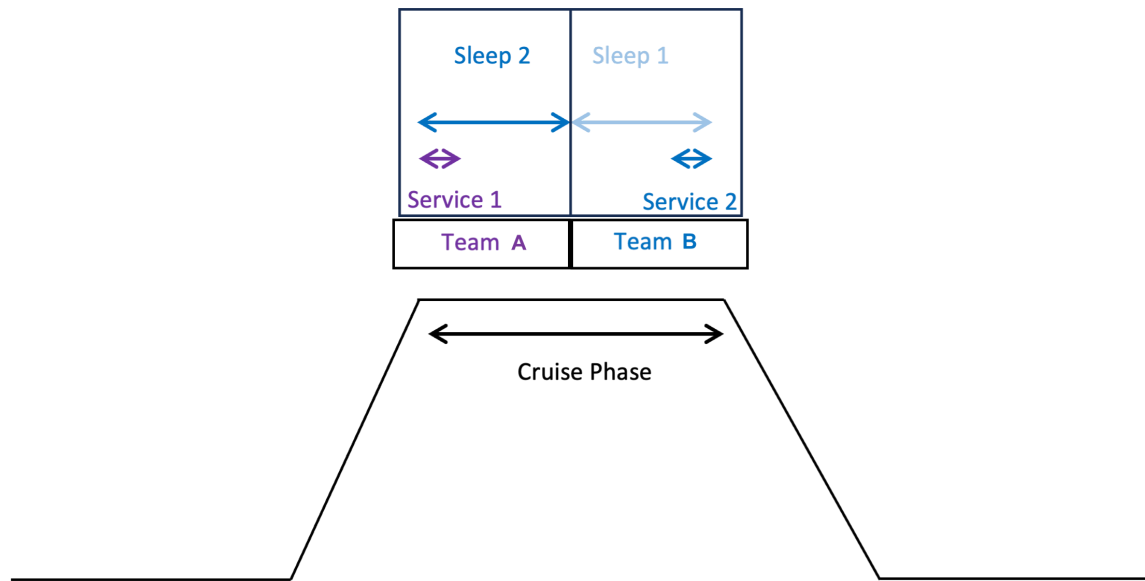 Sleep 2
Sleep 1
Service 1
Service 2
Team A
Team B
Cruise Phase